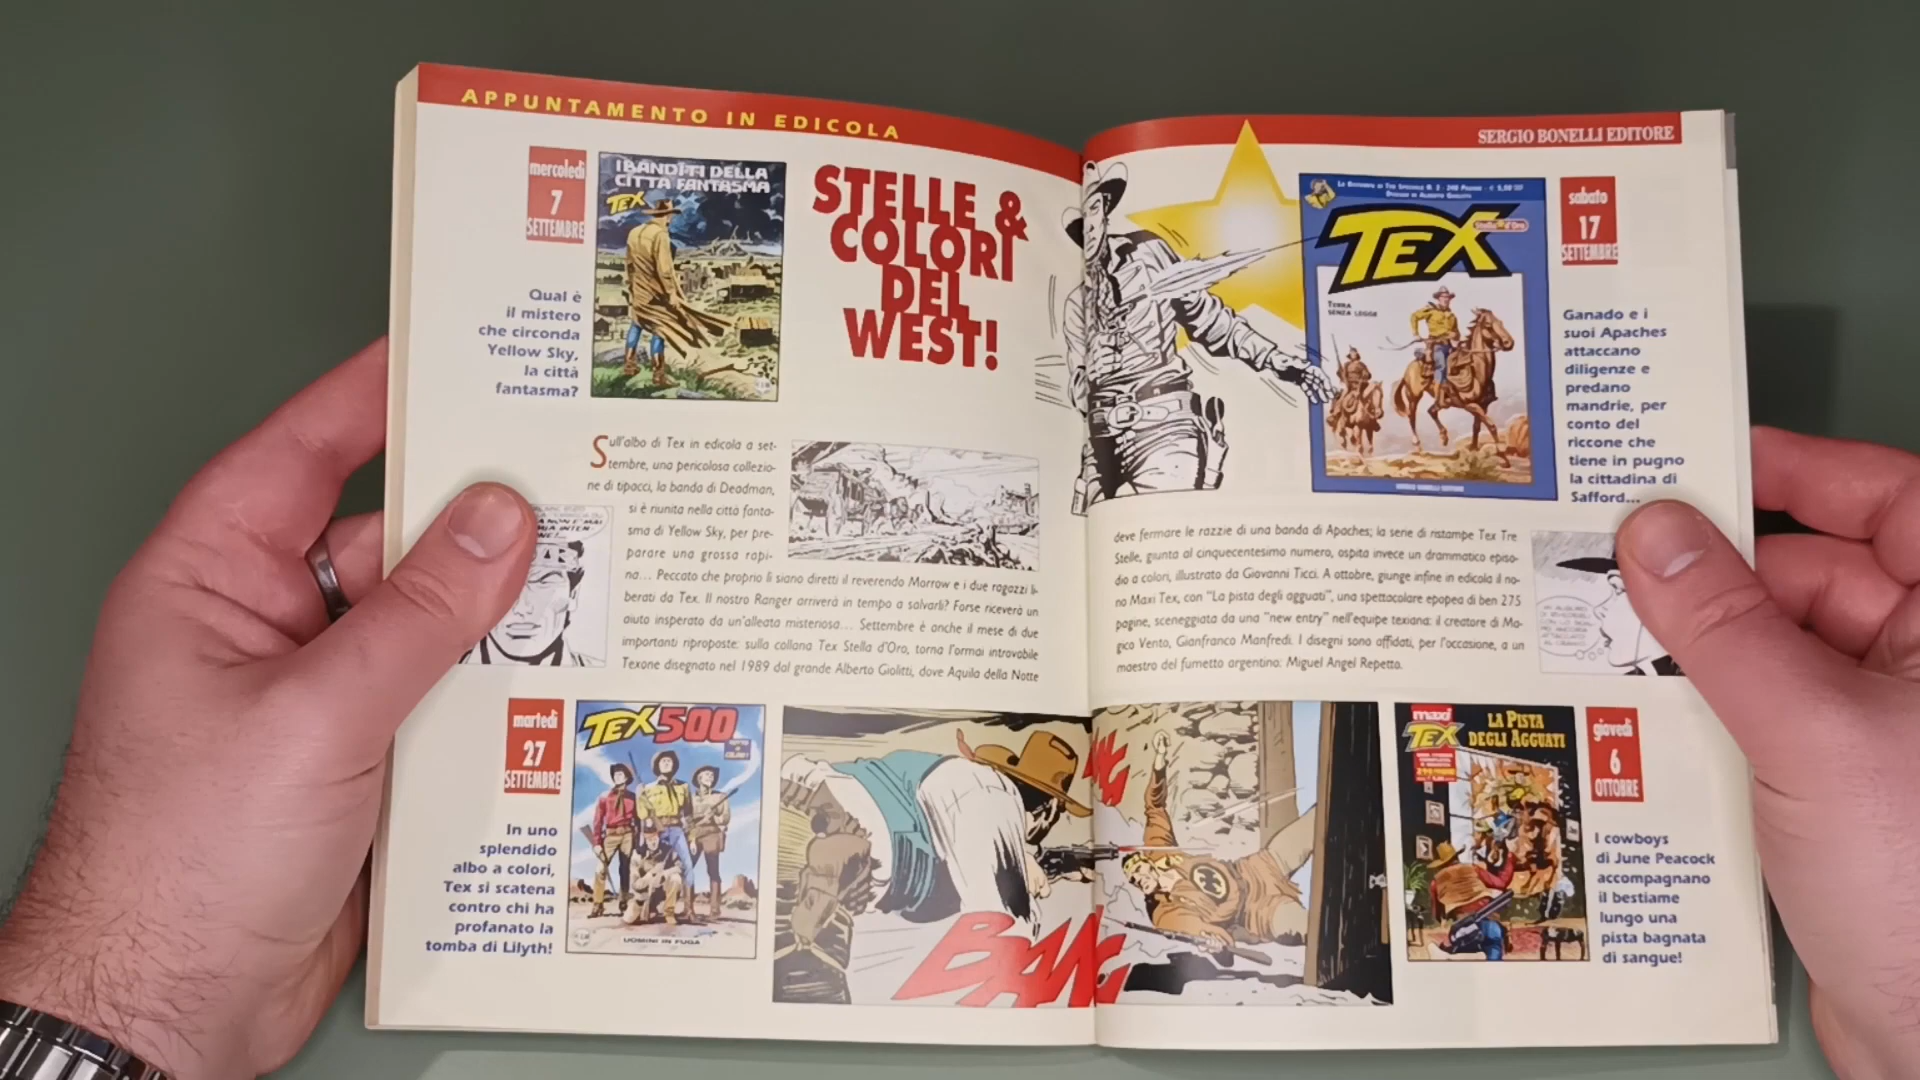 APPUNTAMENTO IN EDICOLA
mercoledì
7
SETTEMBRE
I BANDITI DELLA
CITTÀ FANTASMA
TEX
Qual è
il mistero
che circonda
Yellow Sky,
la città
fantasma?
STELLE &
COLORI
DEL
WEST!
Sull'albo di Tex in edicola a set-
tembre, una pericolosa collezio-
ne di tipacci, la banda di Deadman,
si è riunita nella città fanta-
sma di Yellow Sky, per pre-
parare una grossa rapi-
na... Peccato che proprio lì siano diretti il reverendo Morrow e i due ragazzi li-
berati da Tex. Il nostro Ranger arriverà in tempo a salvarli? Forse riceverà un
aiuto insperato da un'alleata misteriosa... Settembre è anche il mese di due
importanti riproposte: sulla collana Tex Stella d'Oro, torna l'ormai introvabile
Texone disegnato nel 1989 dal grande Alberto Giolitti, dove Aquila della Notte
martedì
27
SETTEMBRE
TEX 500
TUTTO A
COLORI!
UOMINI IN FUGA
In uno
splendido
albo a colori,
Tex si scatena
contro chi ha
profanato la
tomba di Lilyth!
BANG
BANG
SERGIO BONELLI EDITORE
TEX
Stella d'Oro
TERRA
SENZA LEGGE
SERGIO BONELLI EDITORE
sabato
17
SETTEMBRE
Ganado e i
suoi Apaches
attaccano
diligenze e
predano
mandrie, per
conto del
riccone che
tiene in pugno
la cittadina di
Safford...
deve fermare le razzie di una banda di Apaches; la serie di ristampe Tex Tre
Stelle, giunta al cinquecentesimo numero, ospita invece un drammatico episo-
dio a colori, illustrato da Giovanni Ticci. A ottobre, giunge infine in edicola il no-
no Maxi Tex, con "La pista degli agguati", una spettacolare epopea di ben 275
pagine, sceneggiata da una "new entry" nell'equipe texiana: il creatore di Ma-
gico Vento, Gianfranco Manfredi. I disegni sono affidati, per l'occasione, a un
maestro del fumetto argentino: Miguel Angel Repetto.
maxi
TEX
LA PISTA
DEGLI AGGUATI
giovedì
6
OTTOBRE
I cowboys
di June Peacock
accompagnano
il bestiame
lungo una
pista bagnata
di sangue!